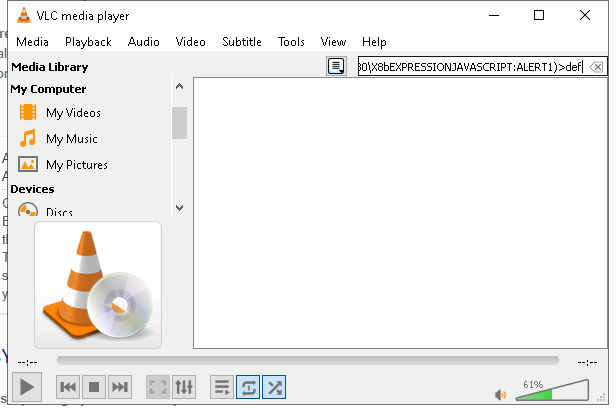 VLC media player
Media Playback Audio Video Subtitle Tools View Help
Media Library
30\X8bEXPRESSIONJAVASCRIPT:ALERT1)>def
My Computer
My Videos
My Music
My Pictures
Devices
Discs
--:-- --:--
61%